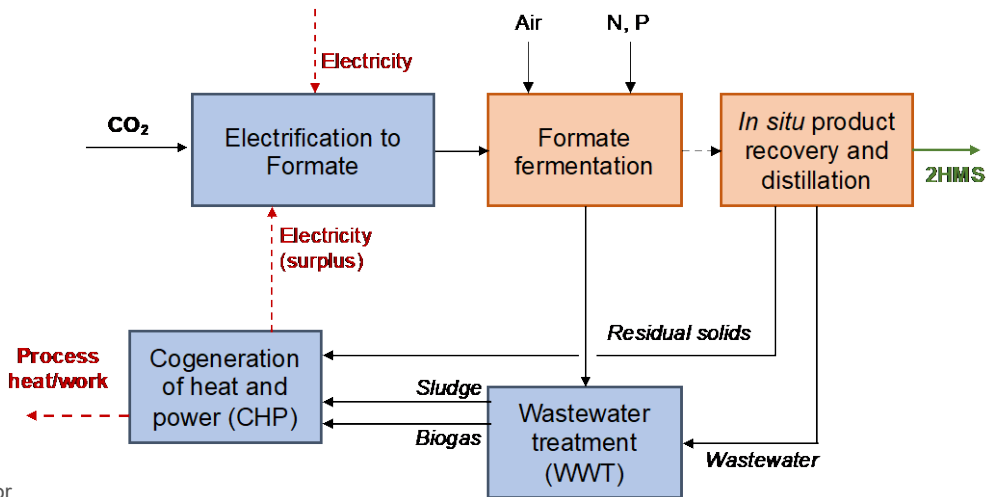 Air
N, P
Electricity
CO₂
Electrification to
Formate
Formate
fermentation
In situ product
recovery and
distillation
2HMS
Electricity
(surplus)
Residual solids
Process
heat/work
Cogeneration
of heat and
power (CHP)
Sludge
Biogas
Wastewater
treatment
(WWT)
Wastewater
or